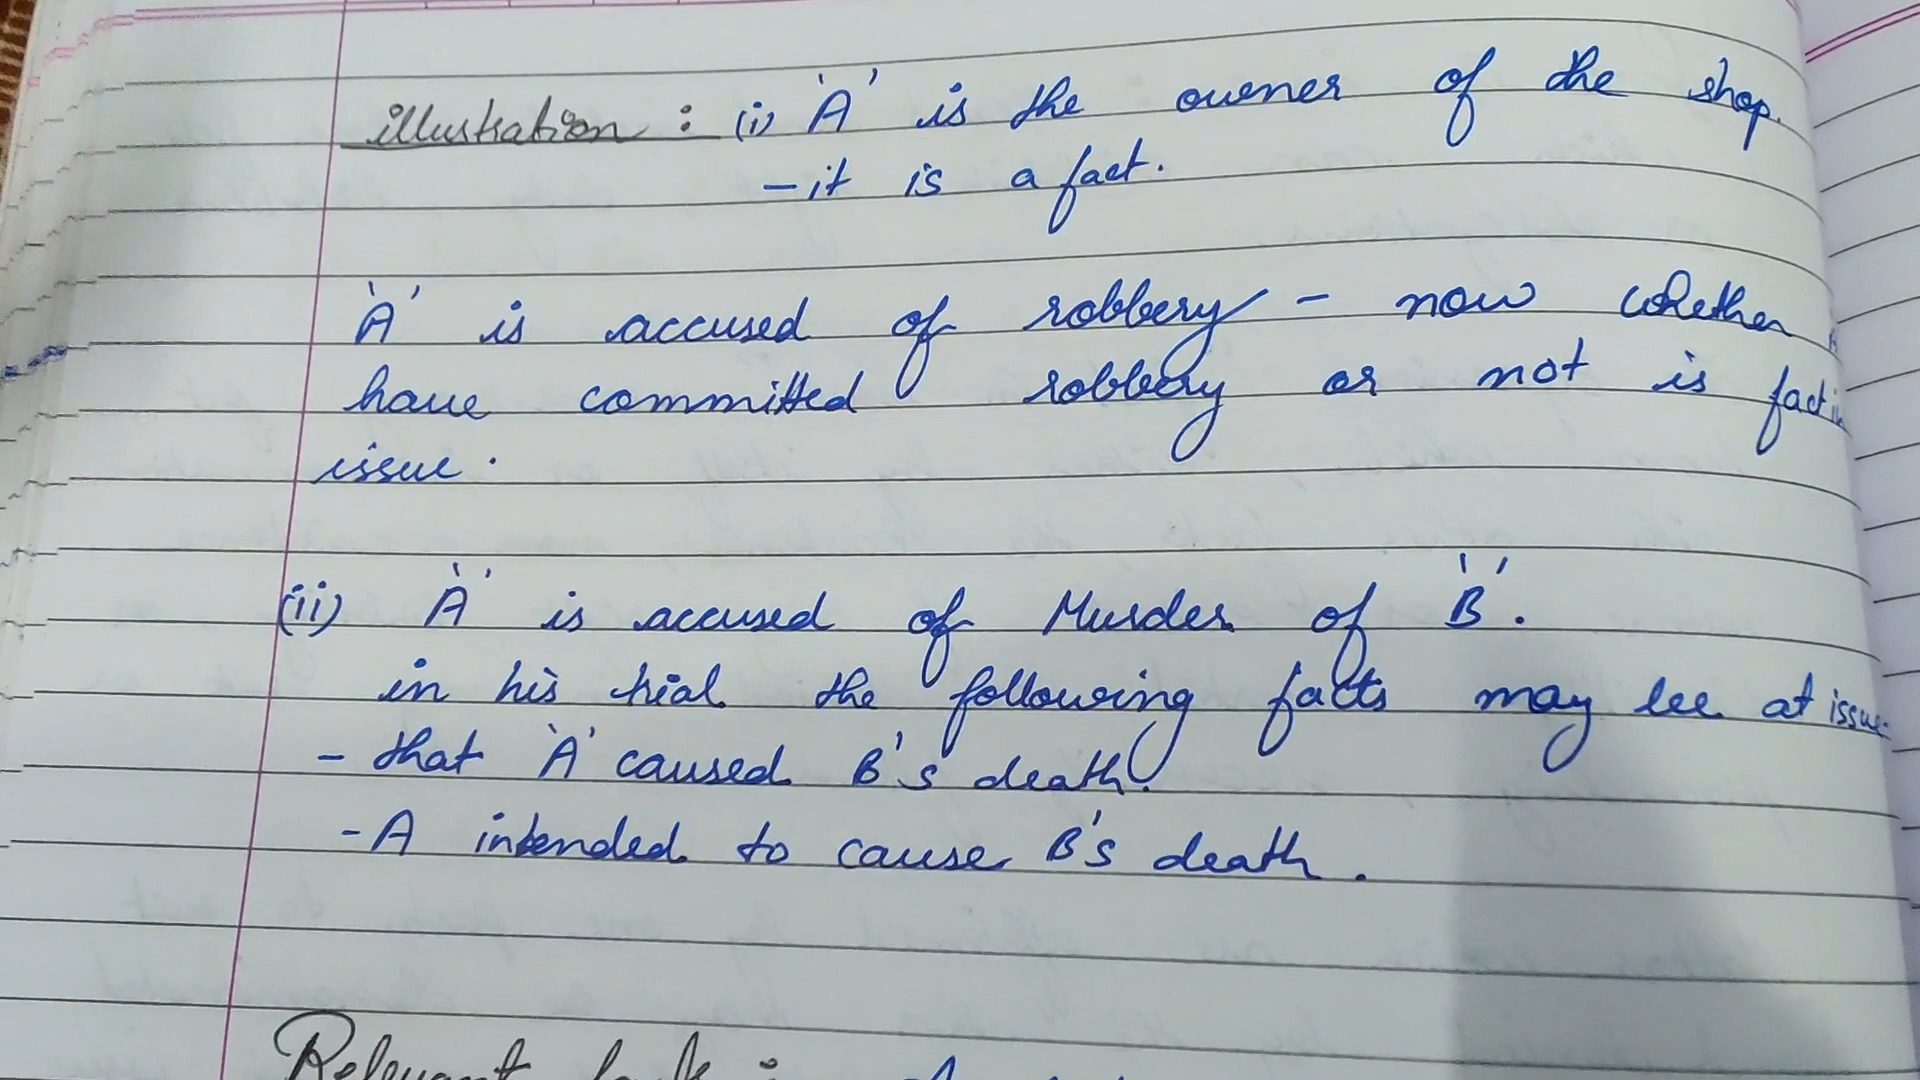 illustration : (i) 'A' is the owner of the shop.
- it is a fact.
'A' is accused of robbery - now whether A
have committed robbery or not is fact in
issue.
(ii) 'A' is accused of Murder of 'B'.
in his trial the following facts may be at issue
- that 'A' caused B's death.
- A intended to cause B's death.
Relevant